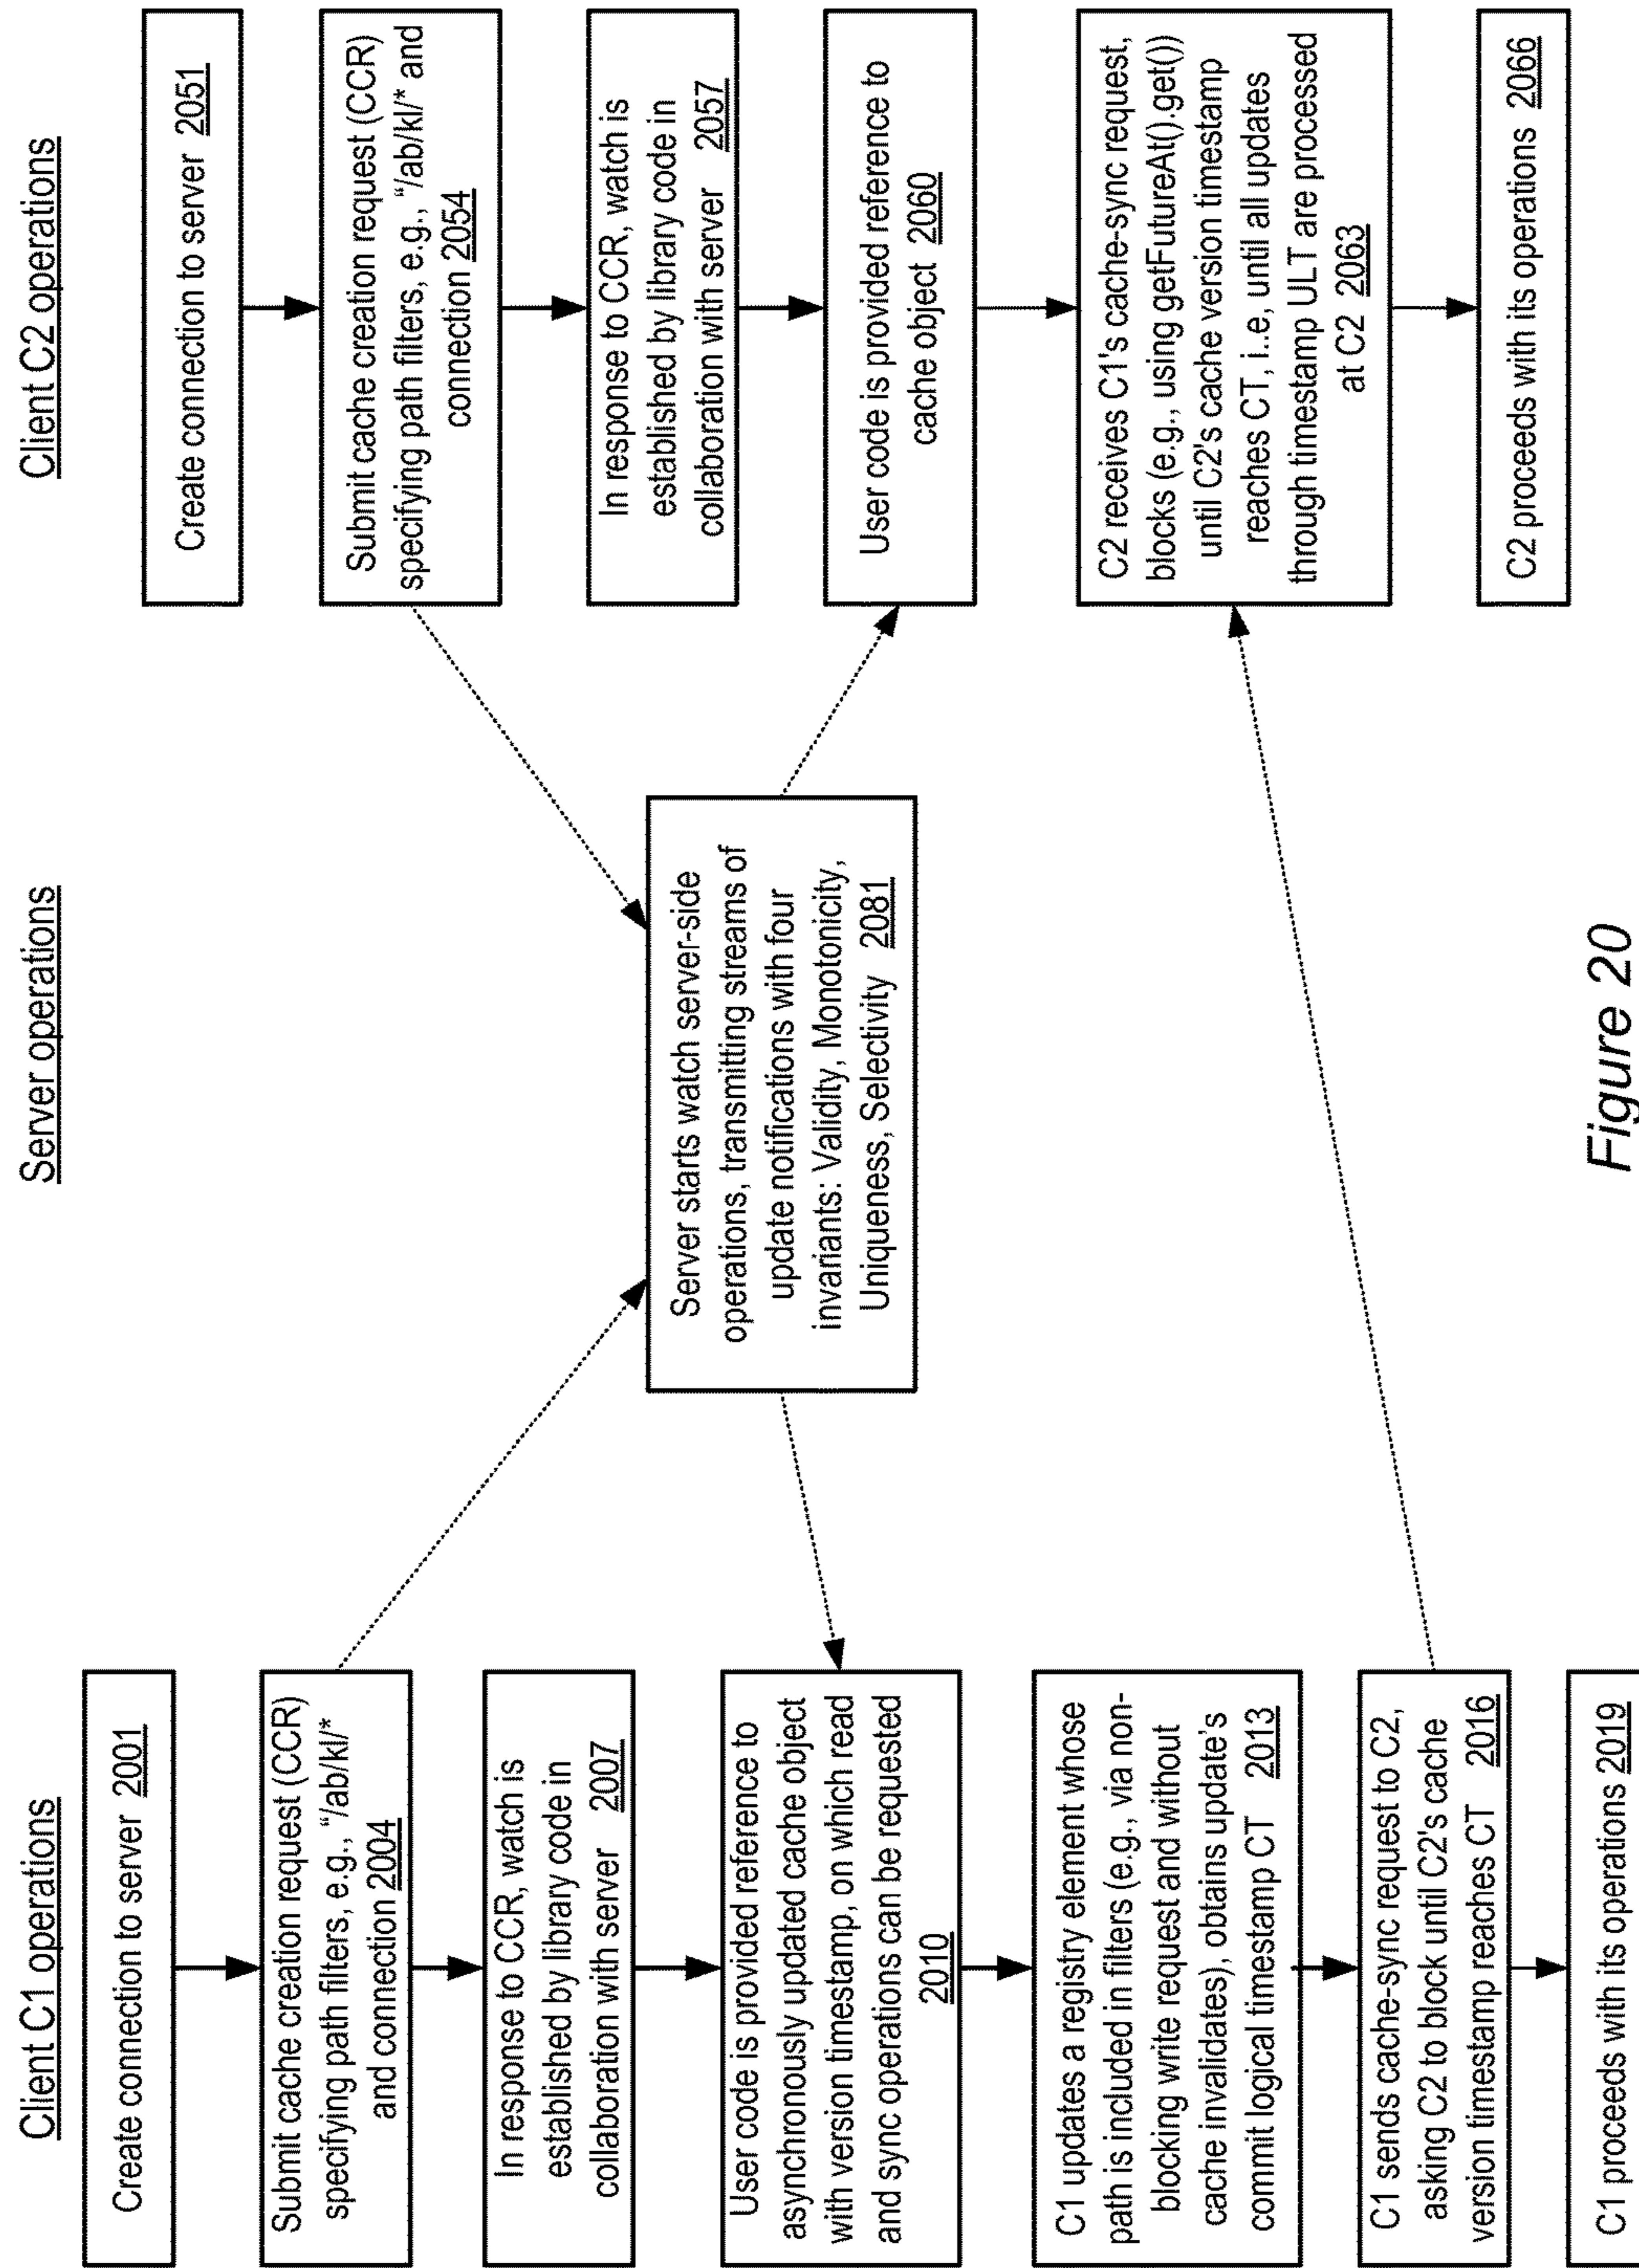 Client C1 operations
Create connection to server 2001
Submit cache creation request (CCR)
specifying path filters, e.g., “/ab/kl/*
and connection 2004
In response to CCR, watch is
established by library code in
collaboration with server 2007
User code is provided reference to
asynchronously updated cache object
with version timestamp, on which read
and sync operations can be requested
2010
C1 updates a registry element whose
path is included in filters (e.g., via non-
blocking write request and without
cache invalidates), obtains update's
commit logical timestamp CT 2013
C1 sends cache-sync request to C2,
asking C2 to block until C2's cache
version timestamp reaches CT 2016
C1 proceeds with its operations 2019
Server operations
Server starts watch server-side
operations, transmitting streams of
update notifications with four
invariants: Validity, Monotonicity,
Uniqueness, Selectivity 2081
Client C2 operations
Create connection to server 2051
Submit cache creation request (CCR)
specifying path filters, e.g., “/ab/kl/* and
connection 2054
In response to CCR, watch is
established by library code in
collaboration with server 2057
User code is provided reference to
cache object 2060
C2 receives C1's cache-sync request,
blocks (e.g., using getFutureAt().get())
until C2's cache version timestamp
reaches CT, i..e, until all updates
through timestamp ULT are processed
at C2 2063
C2 proceeds with its operations 2066
Figure 20